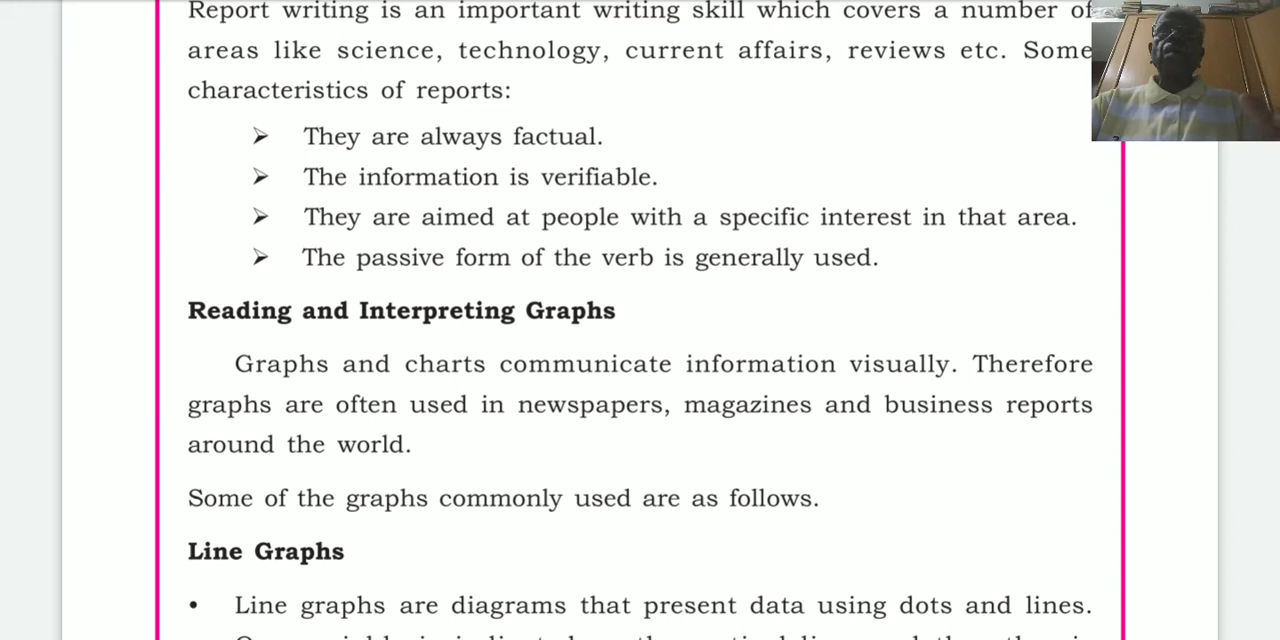 Report writing is an important writing skill which covers a number of
areas like science, technology, current affairs, reviews etc. Some
characteristics of reports:
➢ They are always factual.
➢ The information is verifiable.
➢ They are aimed at people with a specific interest in that area.
➢ The passive form of the verb is generally used.
Reading and Interpreting Graphs
Graphs and charts communicate information visually. Therefore
graphs are often used in newspapers, magazines and business reports
around the world.
Some of the graphs commonly used are as follows.
Line Graphs
• Line graphs are diagrams that present data using dots and lines.